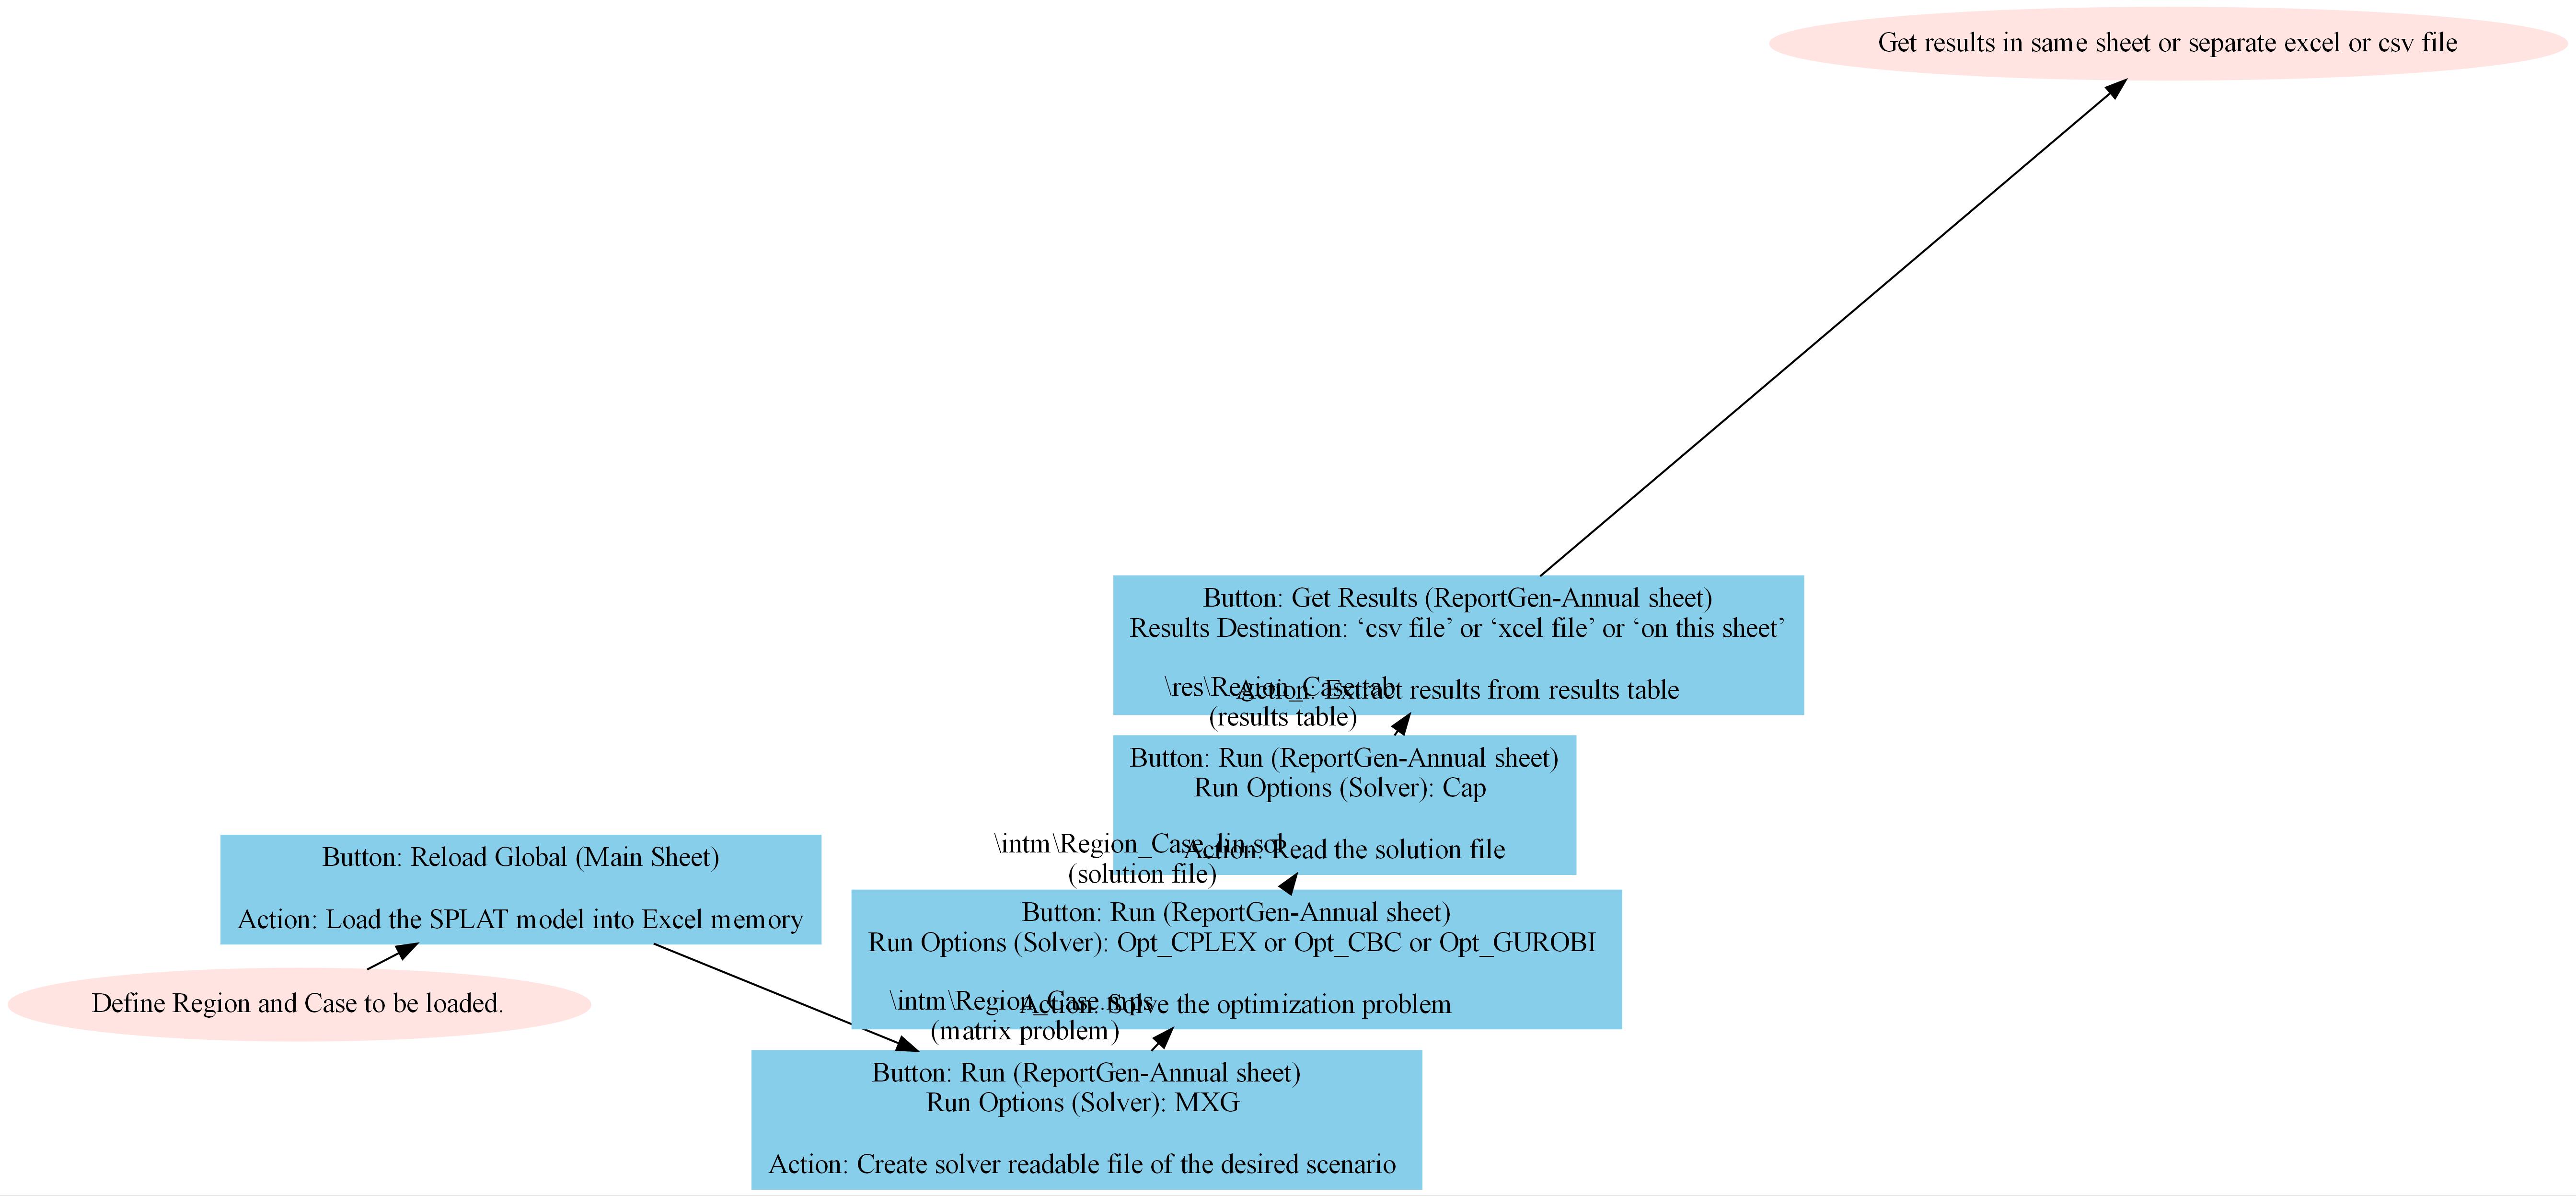 Get results in same sheet or separate excel or csv file
Button: Get Results (ReportGen-Annual sheet)
Results Destination: ‘csv file’ or ‘xcel file’ or ‘on this sheet’
Action: Extract results from results table
\res\Region_Case.tab
(results table)
Button: Run (ReportGen-Annual sheet)
Run Options (Solver): Cap
Action: Read the solution file
\intm\Region_Case_lin.sol
(solution file)
Button: Reload Global (Main Sheet)
Action: Load the SPLAT model into Excel memory
Button: Run (ReportGen-Annual sheet)
Run Options (Solver): Opt_CPLEX or Opt_CBC or Opt_GUROBI
Action: Solve the optimization problem
\intm\Region_Case.mps
(matrix problem)
Define Region and Case to be loaded.
Button: Run (ReportGen-Annual sheet)
Run Options (Solver): MXG
Action: Create solver readable file of the desired scenario